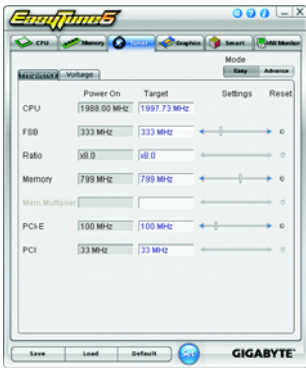 EasyTune6
CPU Memory Tuner Graphics Smart HW Monitor
Mode
Easy Advance
Frequency Voltage
Power On Target Settings Reset
CPU 1988.00 MHz 1997.73 MHz
FSB 333 MHz 333 MHz
Ratio x8.0 x8.0
Memory 799 MHz 799 MHz
Mem.Multiplier
PCI-E 100 MHz 100 MHz
PCI 33 MHz 33 MHz
Save Load Default Set GIGABYTE